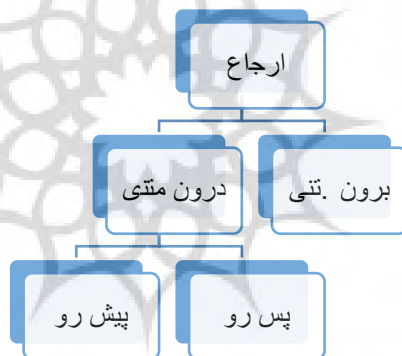 ارجاع
برون .تنی
درون متنی
پس رو
پیش رو